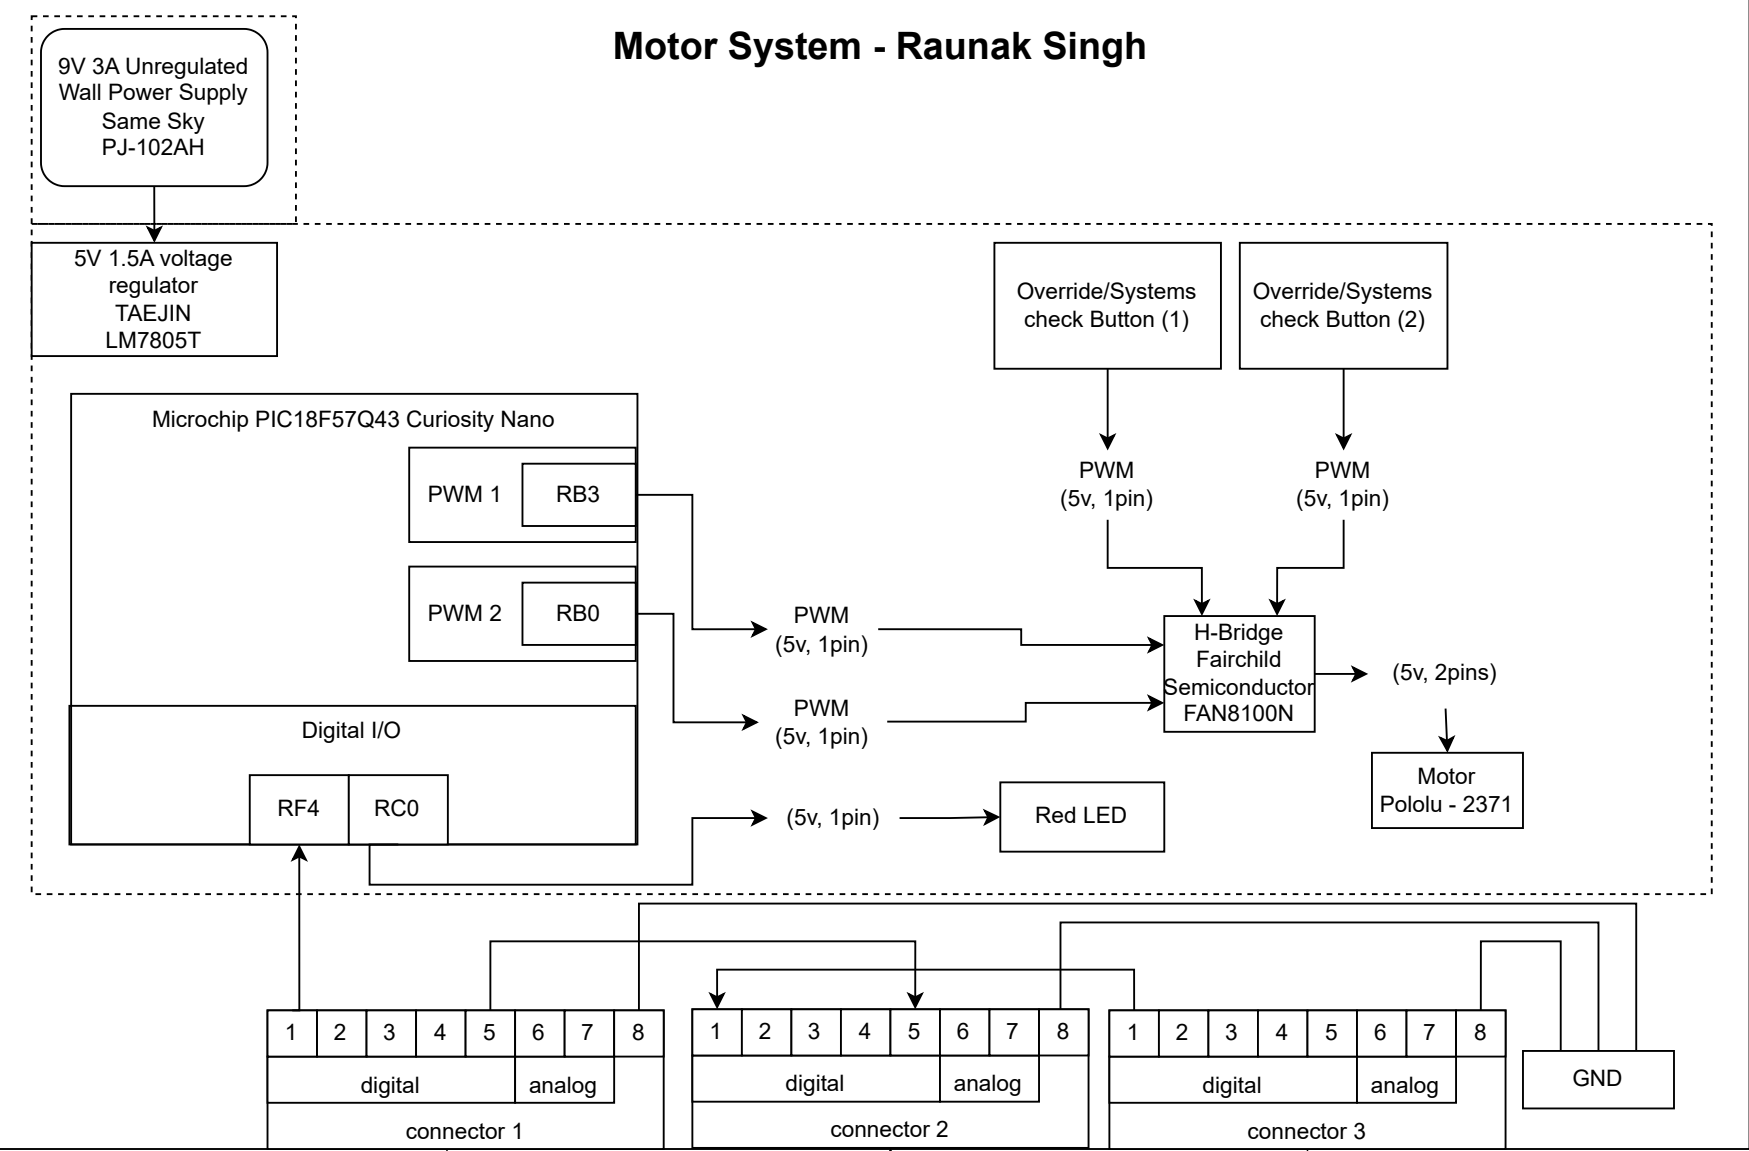 Motor System - Raunak Singh
9V 3A Unregulated
Wall Power Supply
Same Sky
PJ-102AH
5V 1.5A voltage
regulator
TAEJIN
LM7805T
Override/Systems
check Button (1)
Override/Systems
check Button (2)
Microchip PIC18F57Q43 Curiosity Nano
PWM 1
RB3
PWM
(5v, 1pin)
PWM
(5v, 1pin)
PWM 2
RB0
PWM
(5v, 1pin)
H-Bridge
Fairchild
Semiconductor
FAN8100N
(5v, 2pins)
PWM
(5v, 1pin)
Digital I/O
RF4
RC0
(5v, 1pin)
Red LED
Motor
Pololu - 2371
1 2 3 4 5 6 7 8
digital
analog
connector 1
1 2 3 4 5 6 7 8
digital
analog
connector 2
1 2 3 4 5 6 7 8
digital
analog
connector 3
GND